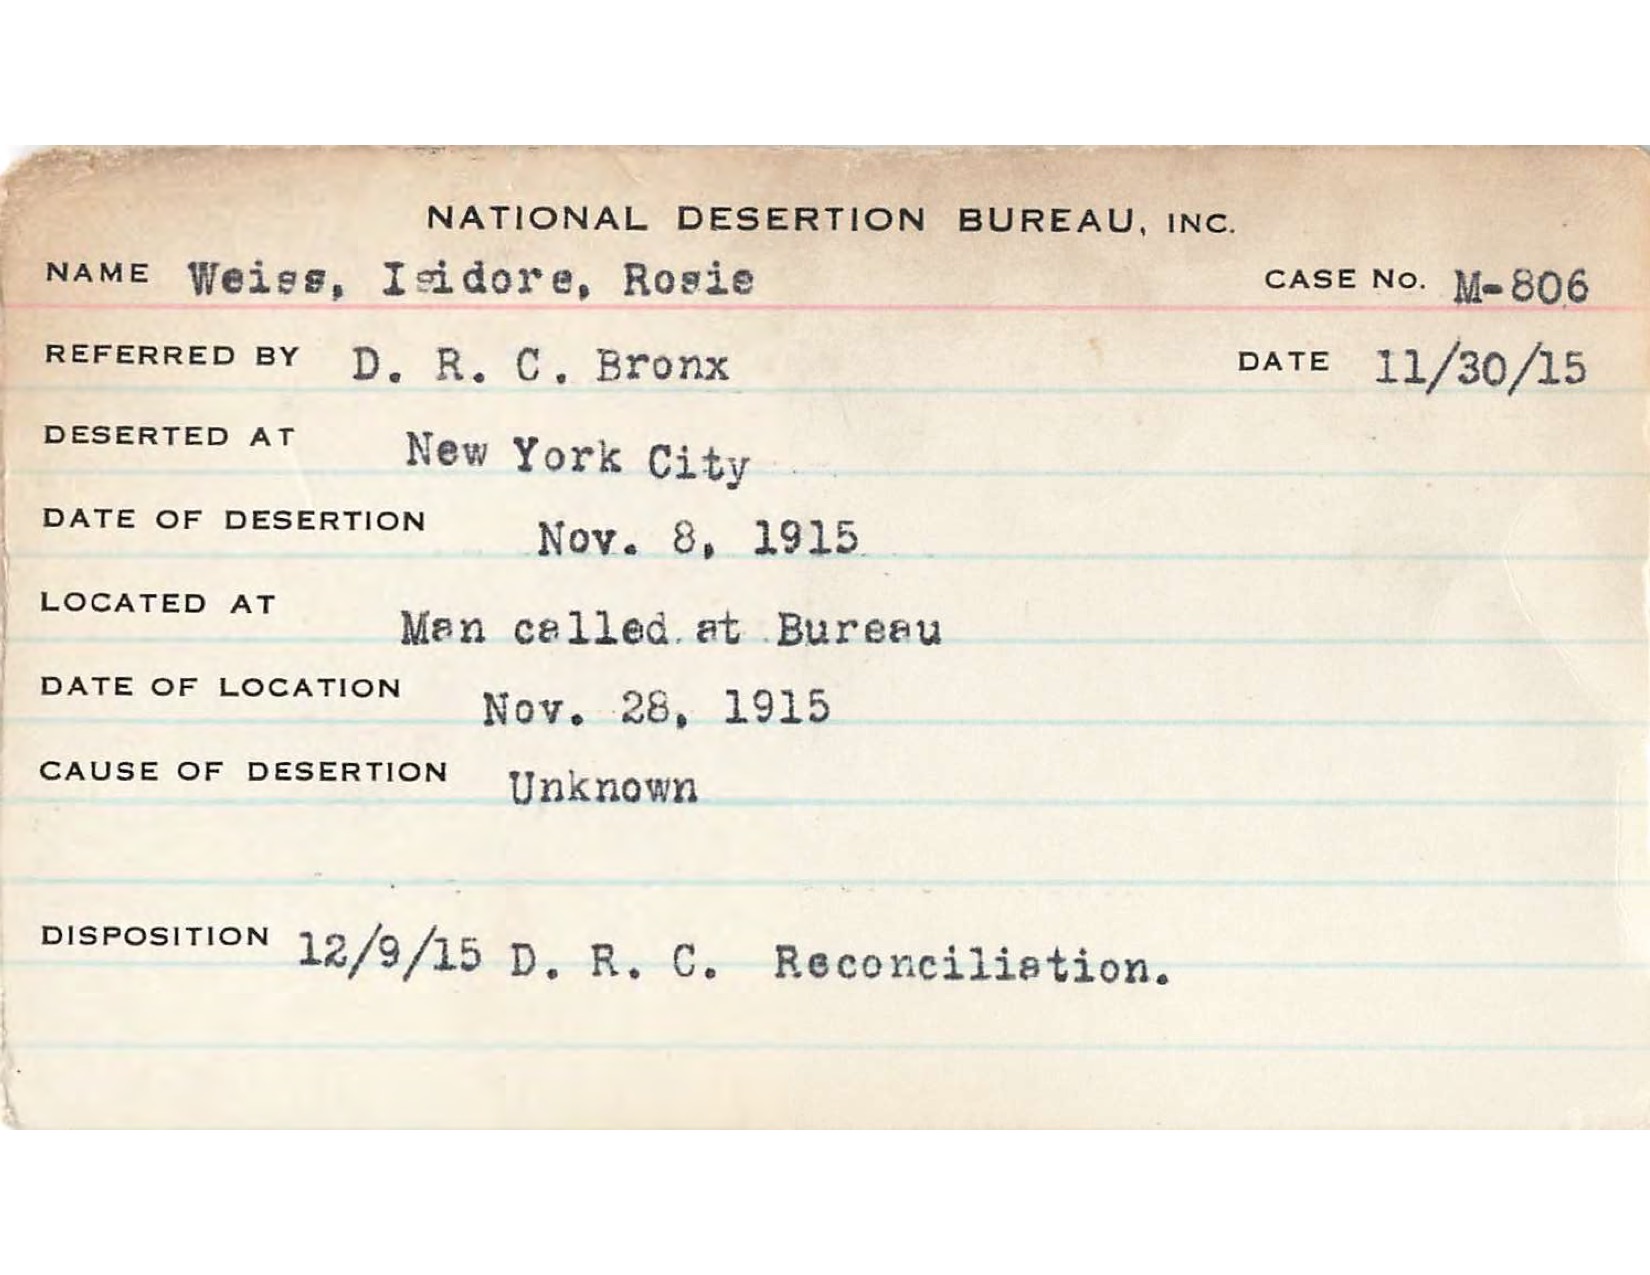 NATIONAL DESERTION BUREAU, INC.
NAME Weiss, Isidore, Rosie CASE No. M-806
REFERRED BY D. R. C. Bronx DATE 11/30/15
DESERTED AT New York City
DATE OF DESERTION Nov. 8, 1915
LOCATED AT Man called at Bureau
DATE OF LOCATION Nov. 28, 1915
CAUSE OF DESERTION Unknown
DISPOSITION 12/9/15 D. R. C. Reconciliation.